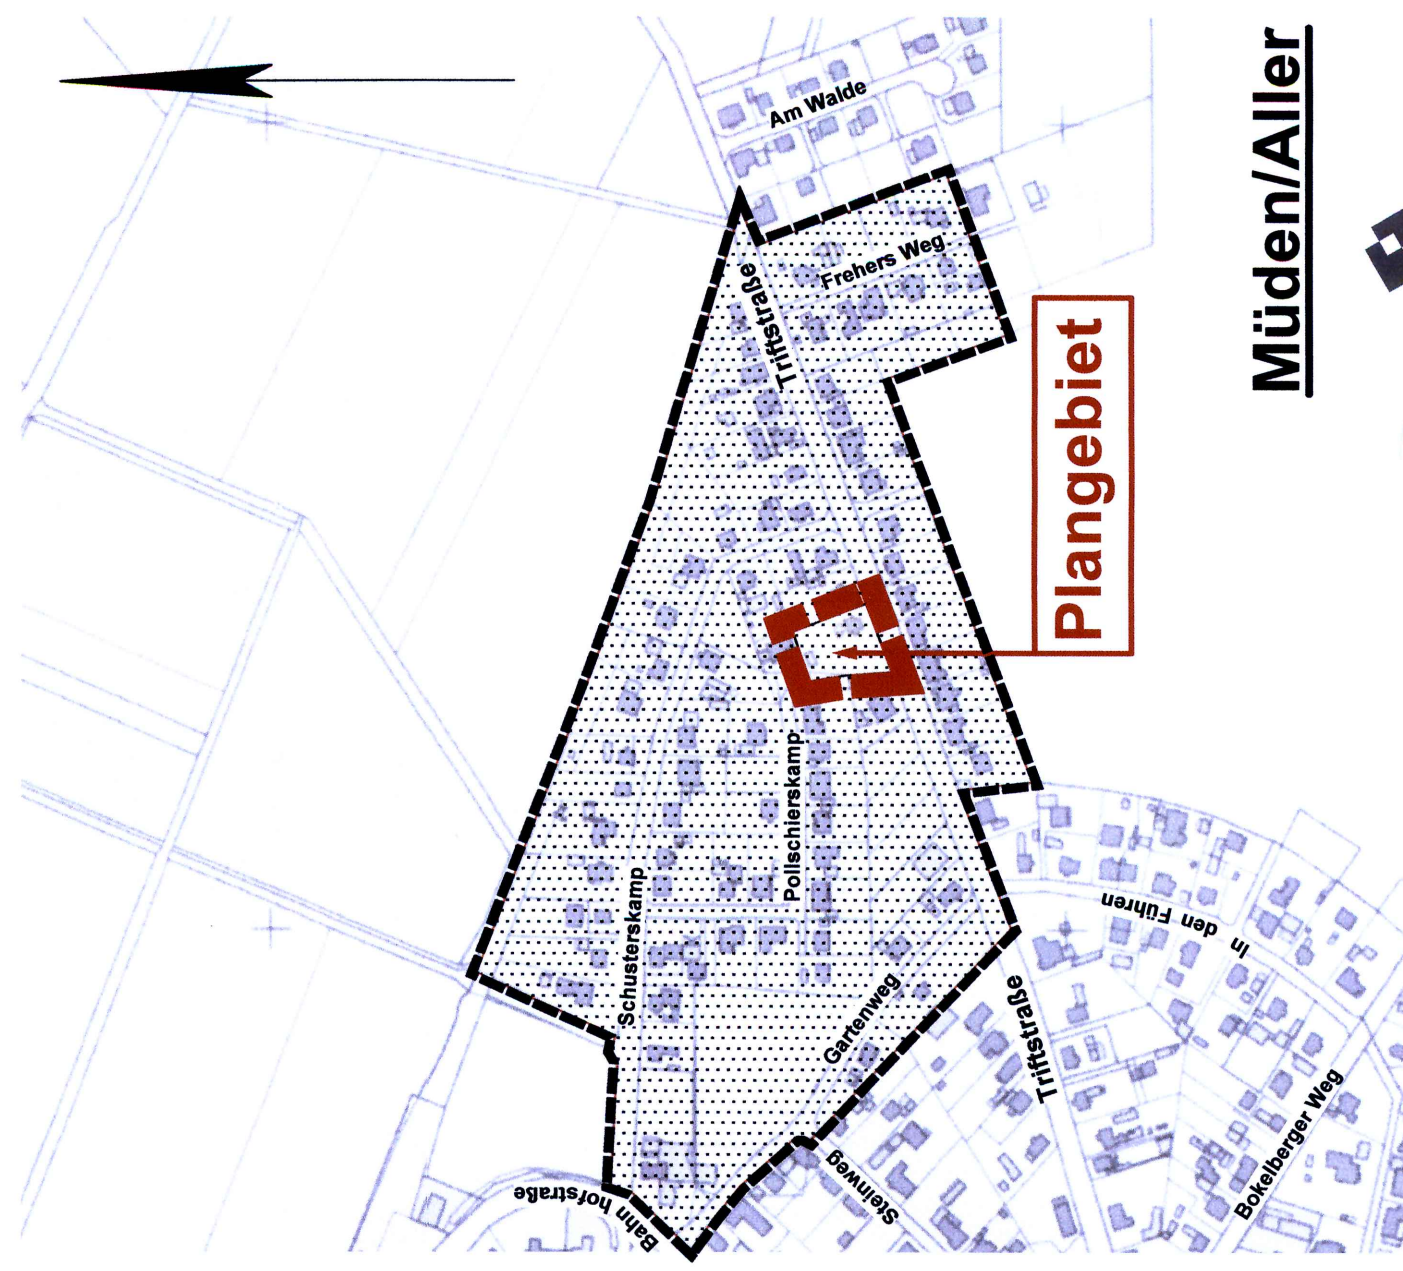 Am Walde
Frehers Weg
Triftstraße
Plangebiet
Müden/Aller
Pollschierskamp
Schusterskamp
Gartenweg
Triftstraße
In den Führen
Bahnhofstraße
Steinweg
Bokelberger Weg